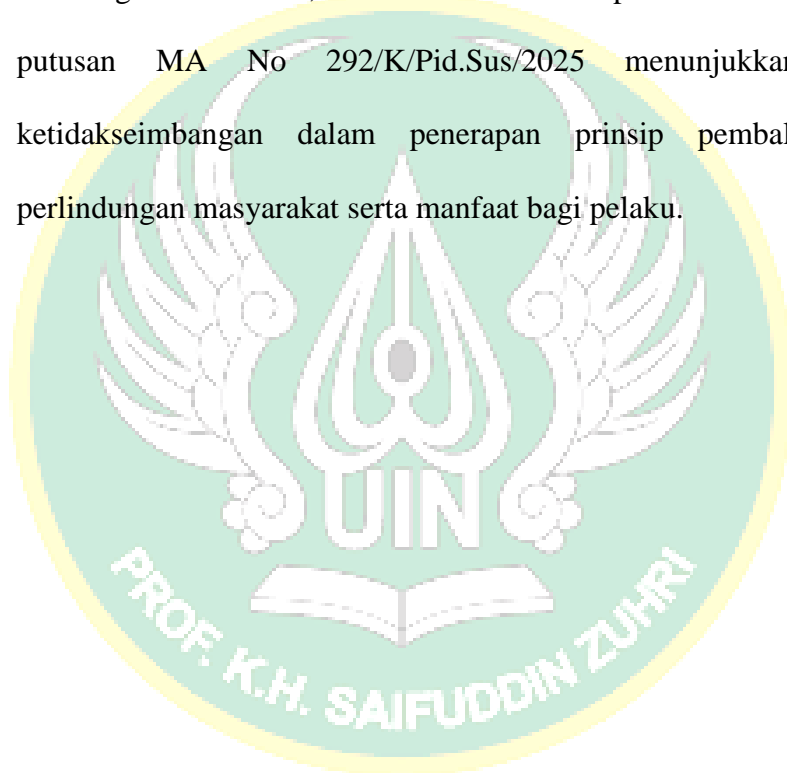 putusan MA No 292/K/Pid.Sus/2025
ketidakseimbangan dalam penerapan prinsip
perlindungan masyarakat serta manfaat bagi pelaku.
UIN
PROF. K.H. SAIFUDDIN ZUHRI